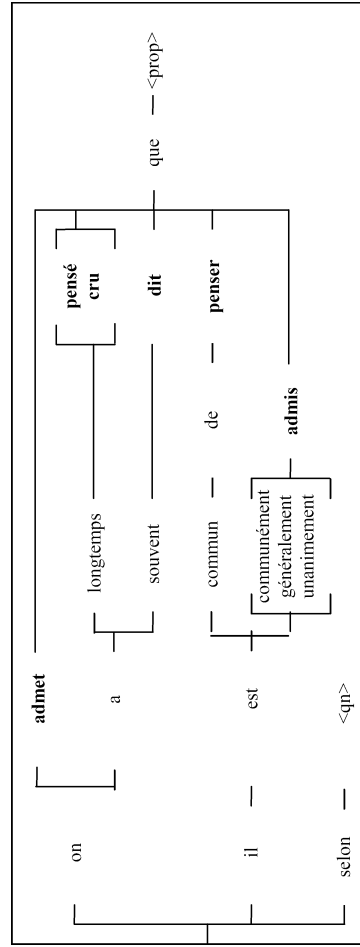 admet
on
pensé
longtemps
cru
a
souvent
dit
que
<prop>
commun
de
penser
il
est
communément
généralement
admis
unanimement
selon
<qn>